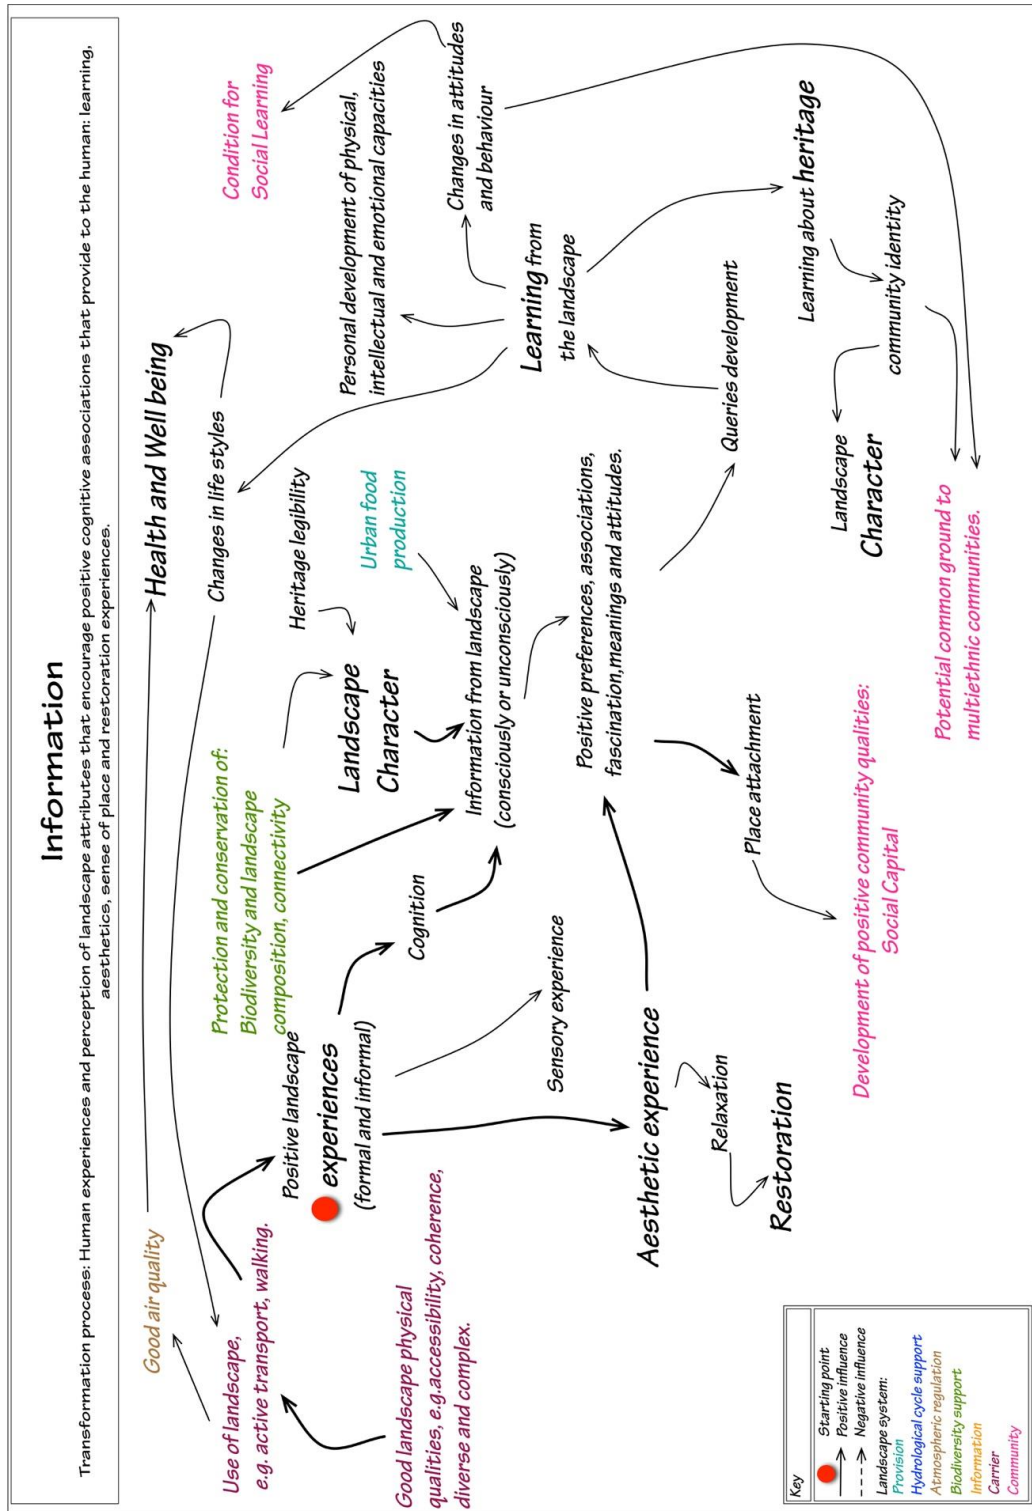 Information
Transformation process: Human experiences and perception of landscape attributes that encourage positive cognitive associations that provide to the human: learning,
aesthetics, sense of place and restoration experiences.
Good air quality
Health and Well being
Use of landscape,
e.g. active transport, walking.
Changes in life styles
Protection and conservation of:
Biodiversity and landscape
composition, connectivity
Condition for
Social Learning
Positive landscape
experiences
(formal and informal)
Heritage legibility
Landscape
Character
Urban food
production
Personal development of physical,
intellectual and emotional capacities
Changes in attitudes
and behaviour
Good landscape physical
qualities, e.g.accessibility, coherence,
diverse and complex.
Cognition
Information from landscape
(consciously or unconsciously)
Learning from
the landscape
Sensory experience
Positive preferences, associations,
fascination,meanings and attitudes.
Aesthetic experience
Queries development
Relaxation
Restoration
Place attachment
Learning about heritage
community identity
Landscape
Character
Development of positive community qualities:
Social Capital
Potential common ground to
multiethnic communities.
Key
Starting point
Positive influence
Negative influence
Landscape system:
Provision
Hydrological cycle support
Atmospheric regulation
Biodiversity support
Information
Carrier
Community